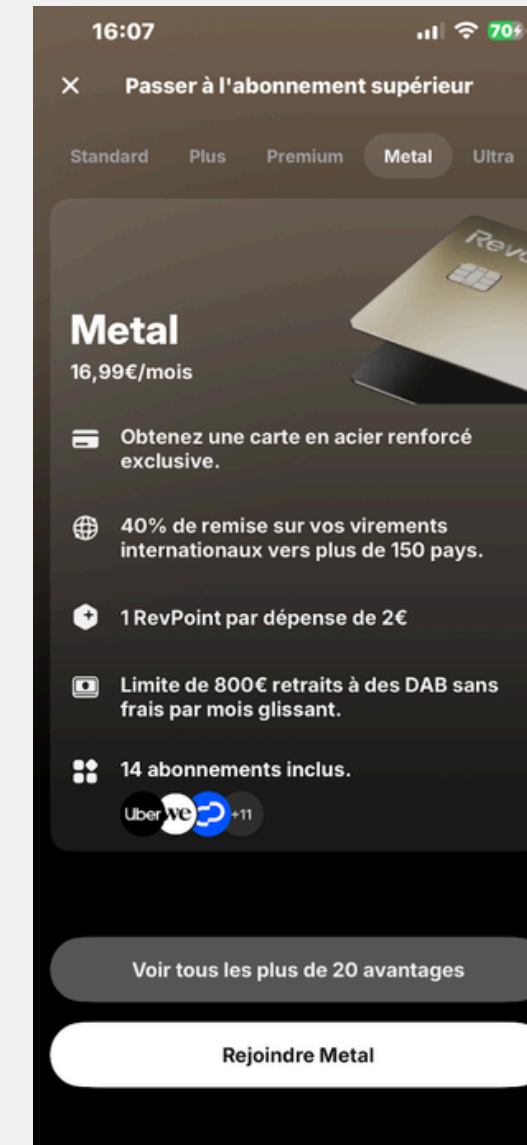 16:07
70
Passer à l'abonnement supérieur
Standard Plus Premium Metal Ultra
Metal
16,99€/mois
Obtenez une carte en acier renforcé
exclusive.
40% de remise sur vos virements
internationaux vers plus de 150 pays.
1 RevPoint par dépense de 2€
Limite de 800€ retraits à des DAB sans
frais par mois glissant.
14 abonnements inclus.
Uber we +11
Voir tous les plus de 20 avantages
Rejoindre Metal